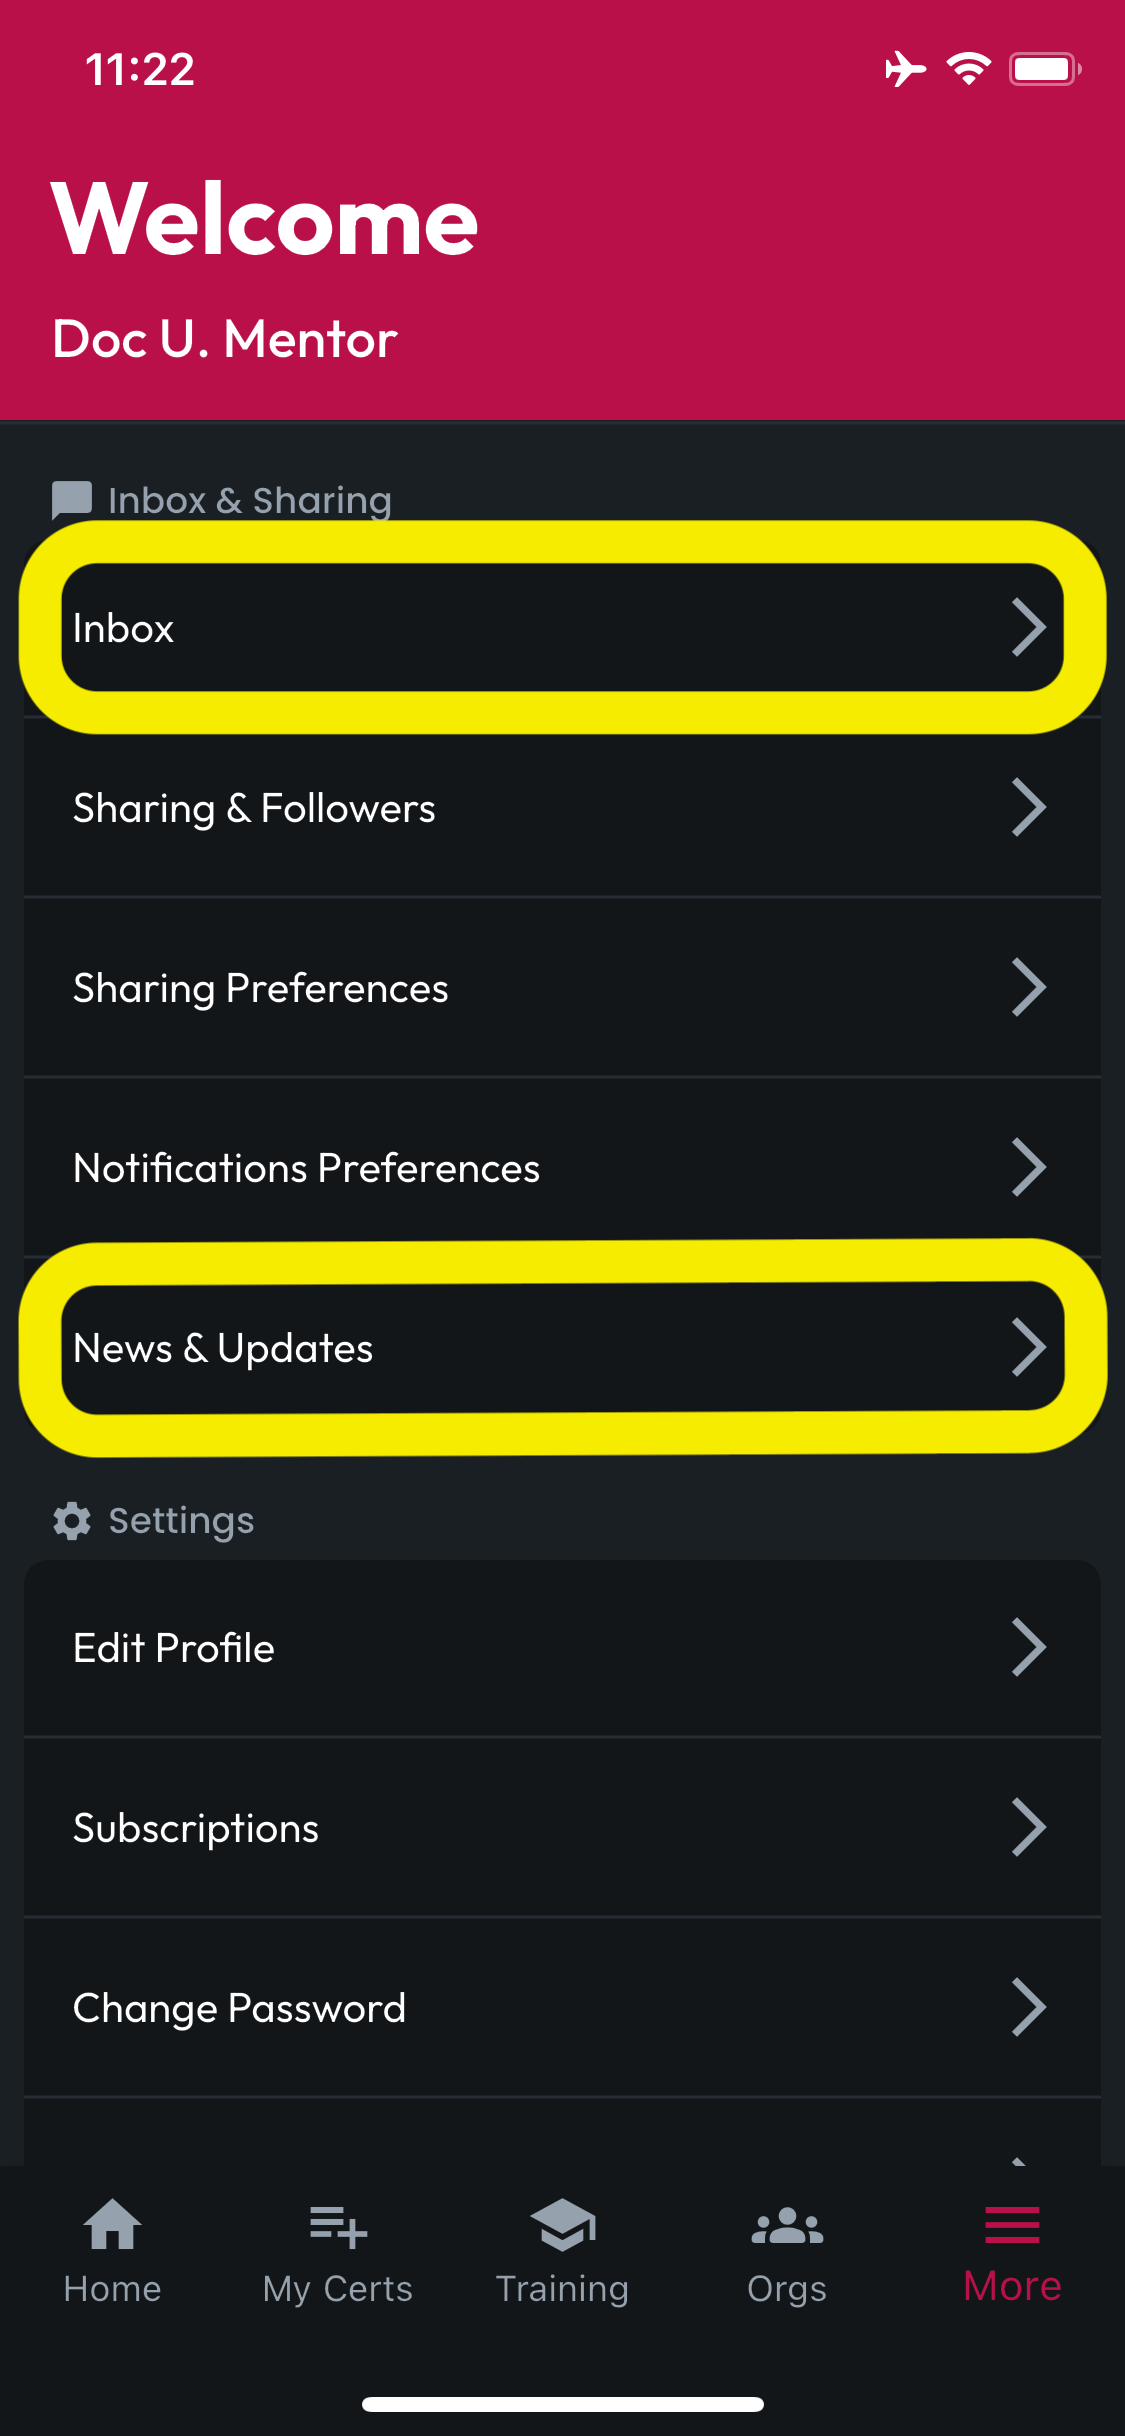 11:22
Welcome
Doc U. Mentor
Inbox & Sharing
Inbox
Sharing & Followers
Sharing Preferences
Notifications Preferences
News & Updates
Settings
Edit Profile
Subscriptions
Change Password
Home
My Certs
Training
Orgs
More